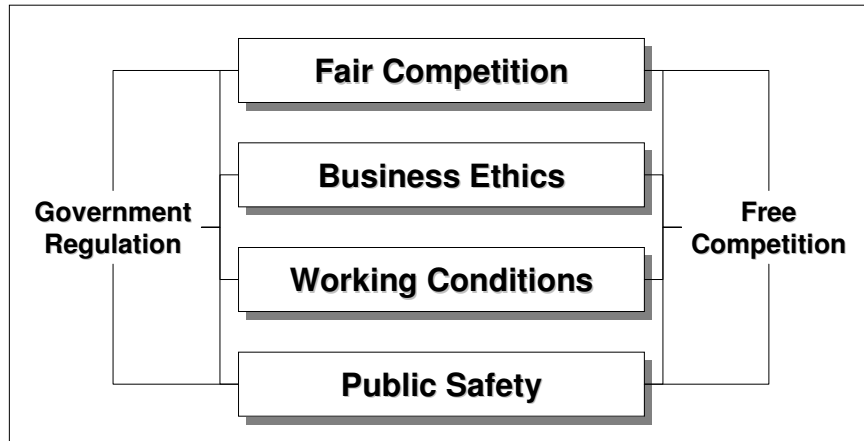 Fair Competition
Business Ethics
Government
Regulation
Free
Competition
Working Conditions
Public Safety